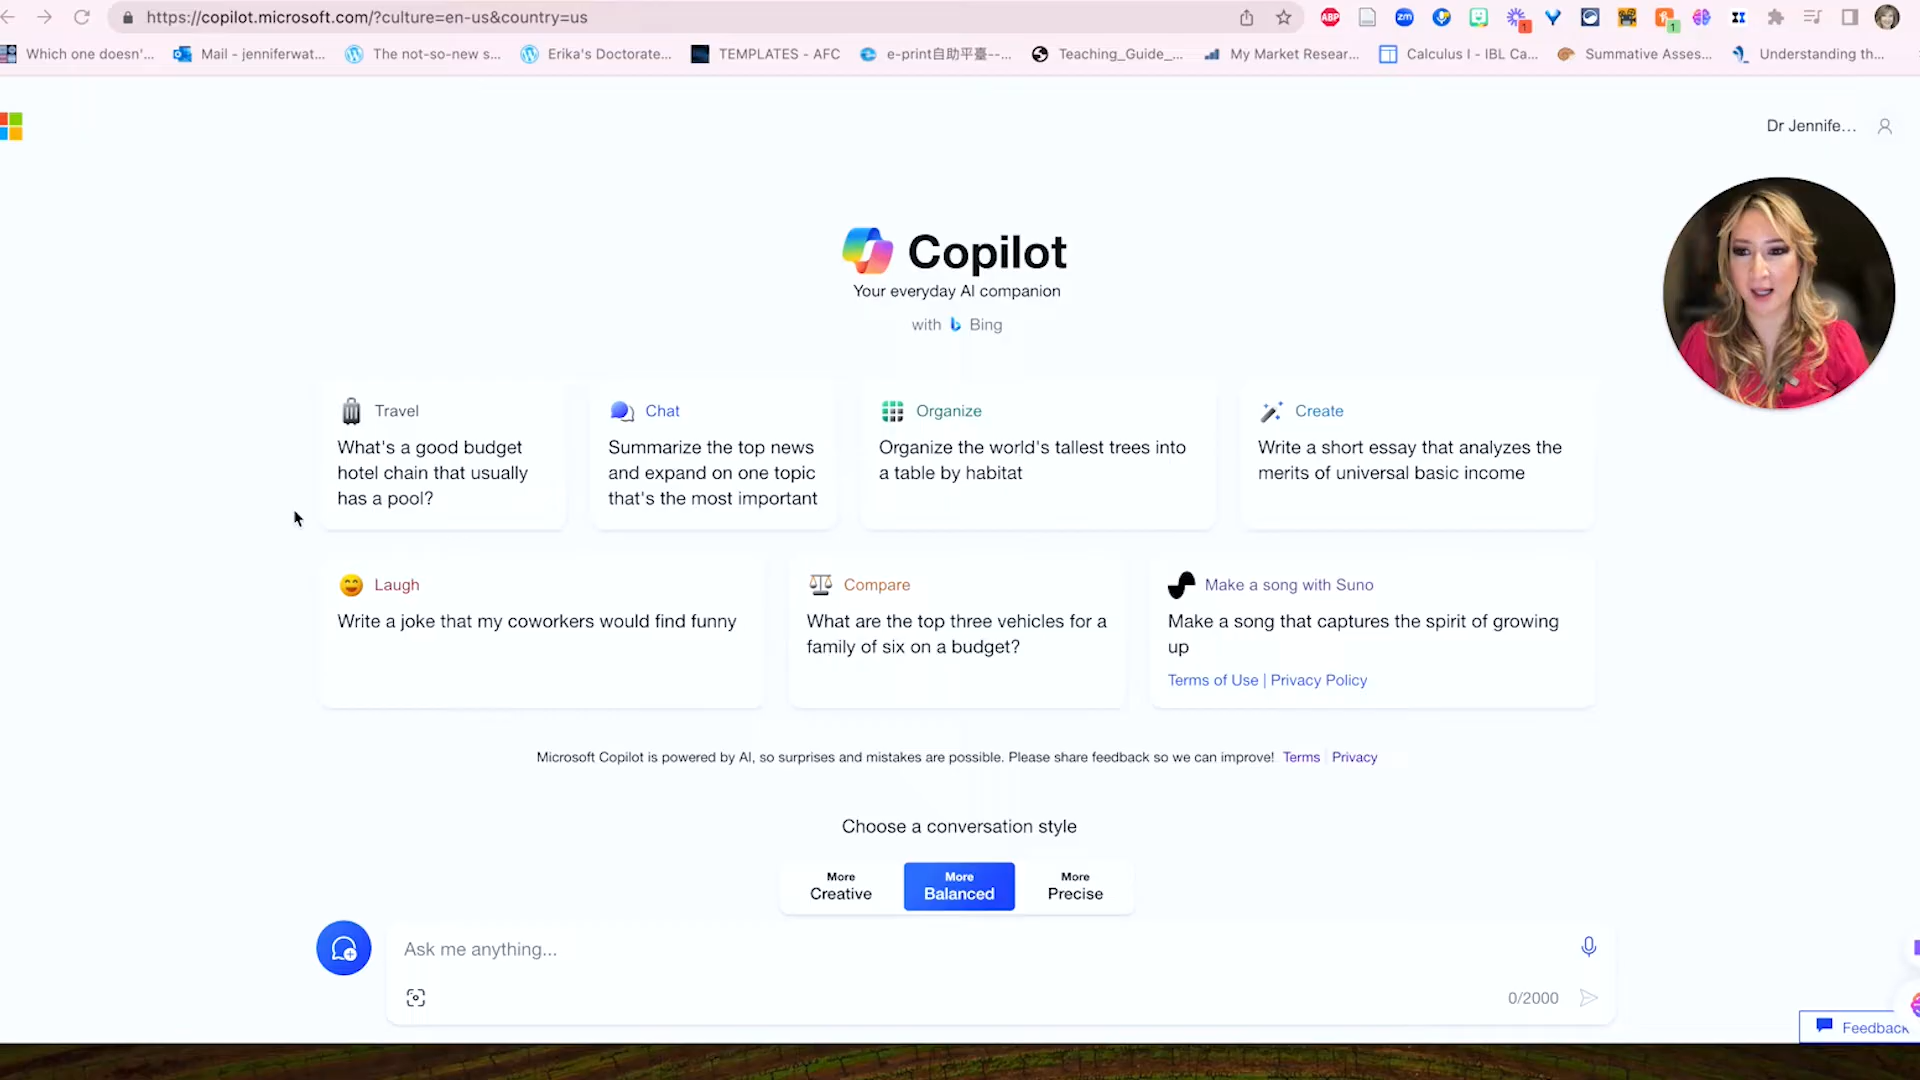 https://copilot.microsoft.com/?culture=en-us&country=us
ABP
zm
1
1
Which one doesn'...
Mail - jenniferwat...
The not-so-new s...
Erika's Doctorate...
TEMPLATES - AFC
e-print自助平臺--...
Teaching_Guide_...
My Market Resear...
Calculus I - IBL Ca...
Summative Asses...
Understanding th...
Dr Jennife...
Copilot
Your everyday AI companion
with Bing
Travel
What's a good budget
hotel chain that usually
has a pool?
Chat
Summarize the top news
and expand on one topic
that's the most important
Organize
Organize the world's tallest trees into
a table by habitat
Create
Write a short essay that analyzes the
merits of universal basic income
Laugh
Write a joke that my coworkers would find funny
Compare
What are the top three vehicles for a
family of six on a budget?
Make a song with Suno
Make a song that captures the spirit of growing
up
Terms of Use | Privacy Policy
Microsoft Copilot is powered by AI, so surprises and mistakes are possible. Please share feedback so we can improve! Terms | Privacy
Choose a conversation style
More
Creative
More
Balanced
More
Precise
Ask me anything...
0/2000
Feedback